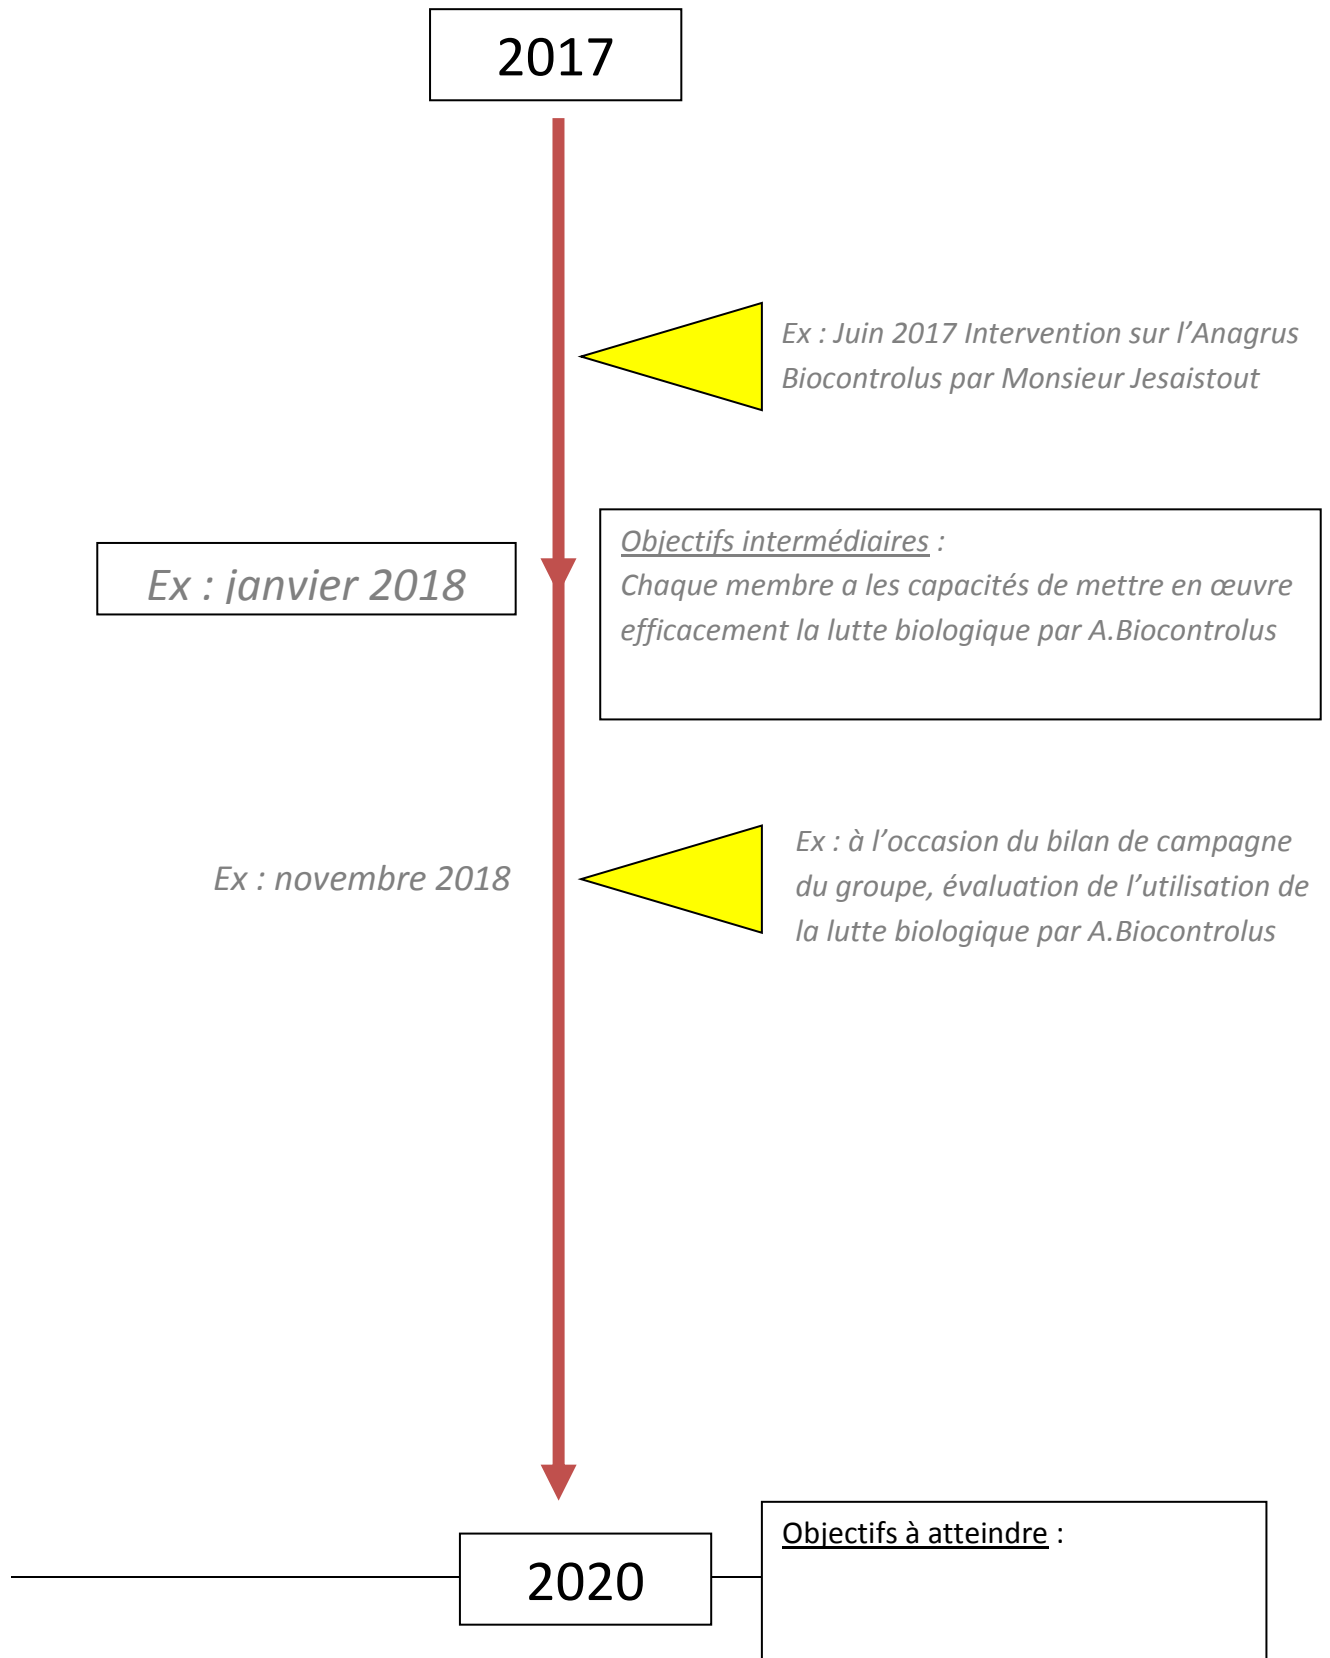 2017
Ex : Juin 2017 Intervention sur l’Anagrus
Biocontrolus par Monsieur Jesaistout
Ex : janvier 2018
Objectifs intermédiaires :
Chaque membre a les capacités de mettre en œuvre
efficacement la lutte biologique par A.Biocontrolus
Ex : novembre 2018
Ex : à l’occasion du bilan de campagne
du groupe, évaluation de l’utilisation de
la lutte biologique par A.Biocontrolus
2020
Objectifs à atteindre :